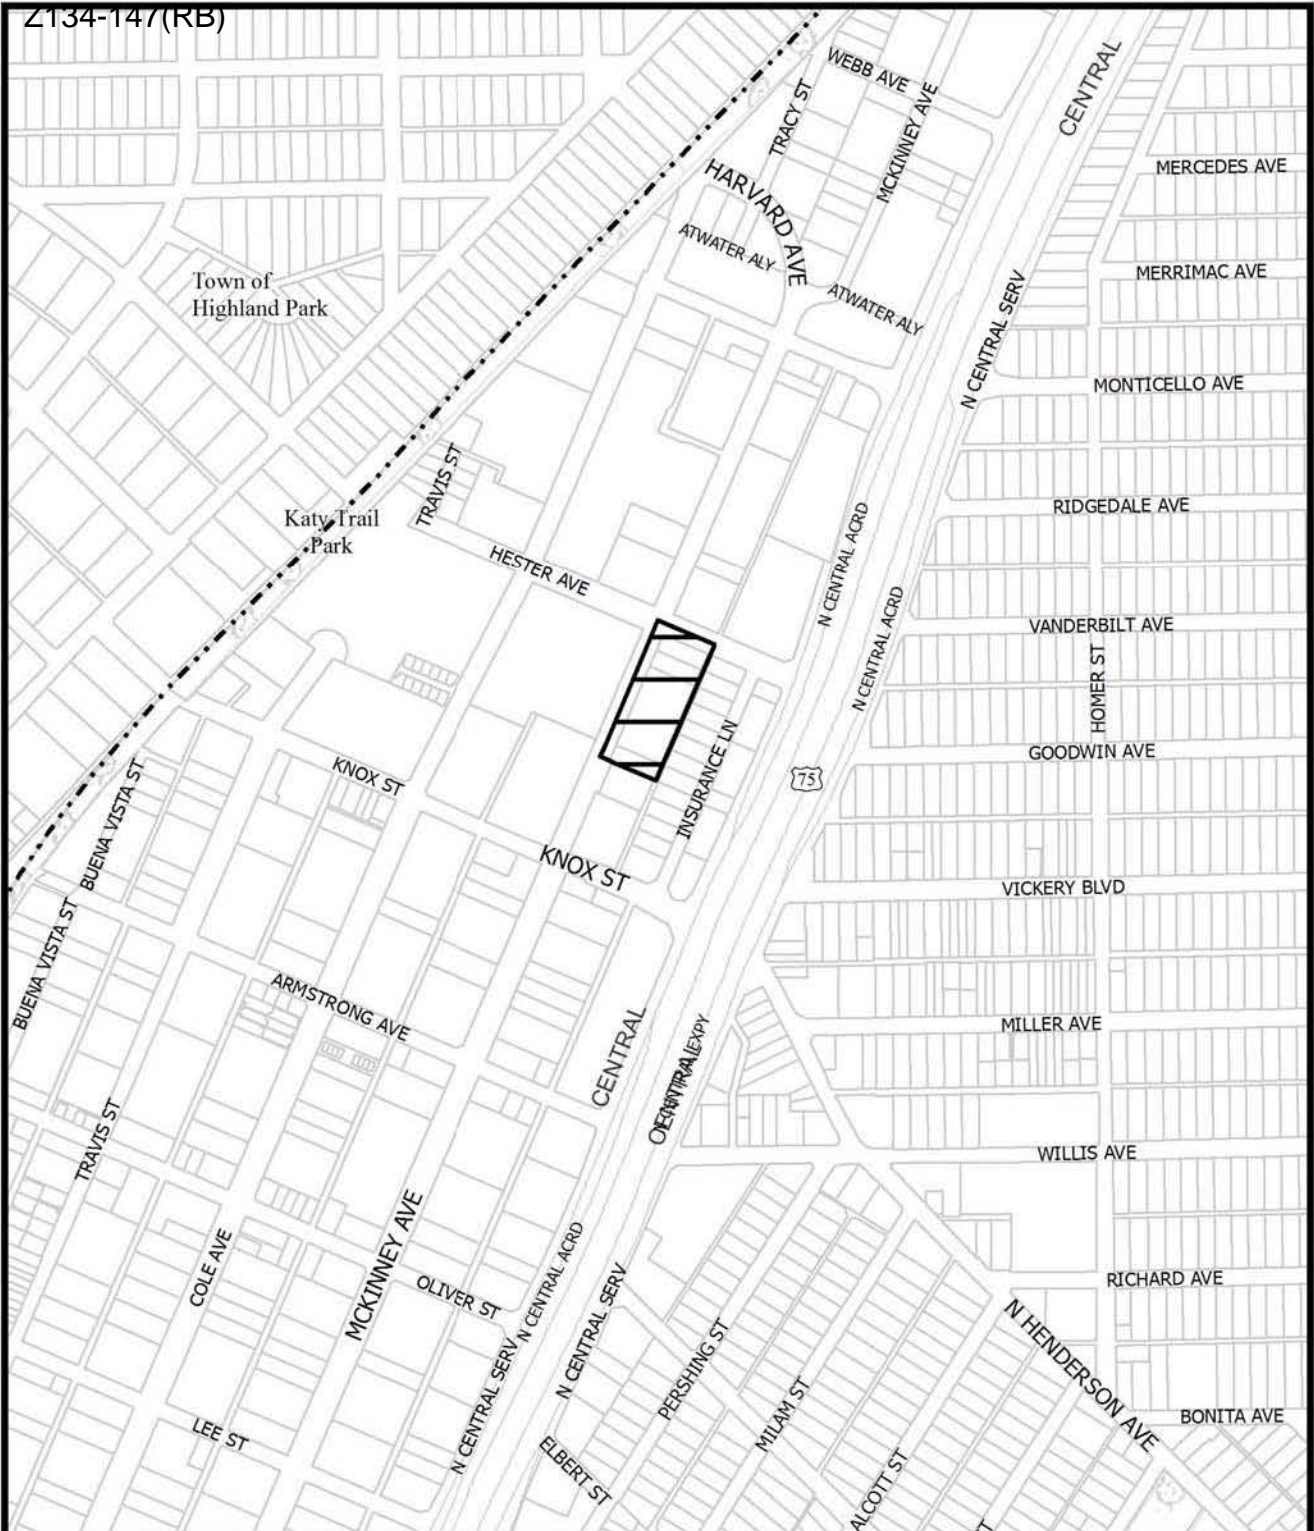 Z134-147(RB)
WEBB AVE
CENTRAL
TRACY ST
MCKINNEY AVE
MERCEDES AVE
HARVARD AVE
ATWATER ALY
MERRIMAC AVE
Town of
Highland Park
ATWATER ALY
N CENTRAL SERV
MONTICELLO AVE
TRAVIS ST
RIDGEDALE AVE
Katy Trail
Park
HESTER AVE
N CENTRAL ACRD
N CENTRAL ACRD
VANDERBILT AVE
HOMER ST
INSURANCE LN
GOODWIN AVE
KNOX ST
75
BUENA VISTA ST
KNOX ST
VICKERY BLVD
BUENA VISTA ST
ARMSTRONG AVE
MILLER AVE
CENTRAL
CENTRAL
N CENTRAL EXPY
TRAVIS ST
WILLIS AVE
COLE AVE
MCKINNEY AVE
OLIVER ST
N CENTRAL ACRD
RICHARD AVE
N CENTRAL SERV
N CENTRAL SERV
PERSHING ST
N HENDERSON AVE
MILAM ST
BONITA AVE
LEE ST
ELBERT ST
ALCOTT ST